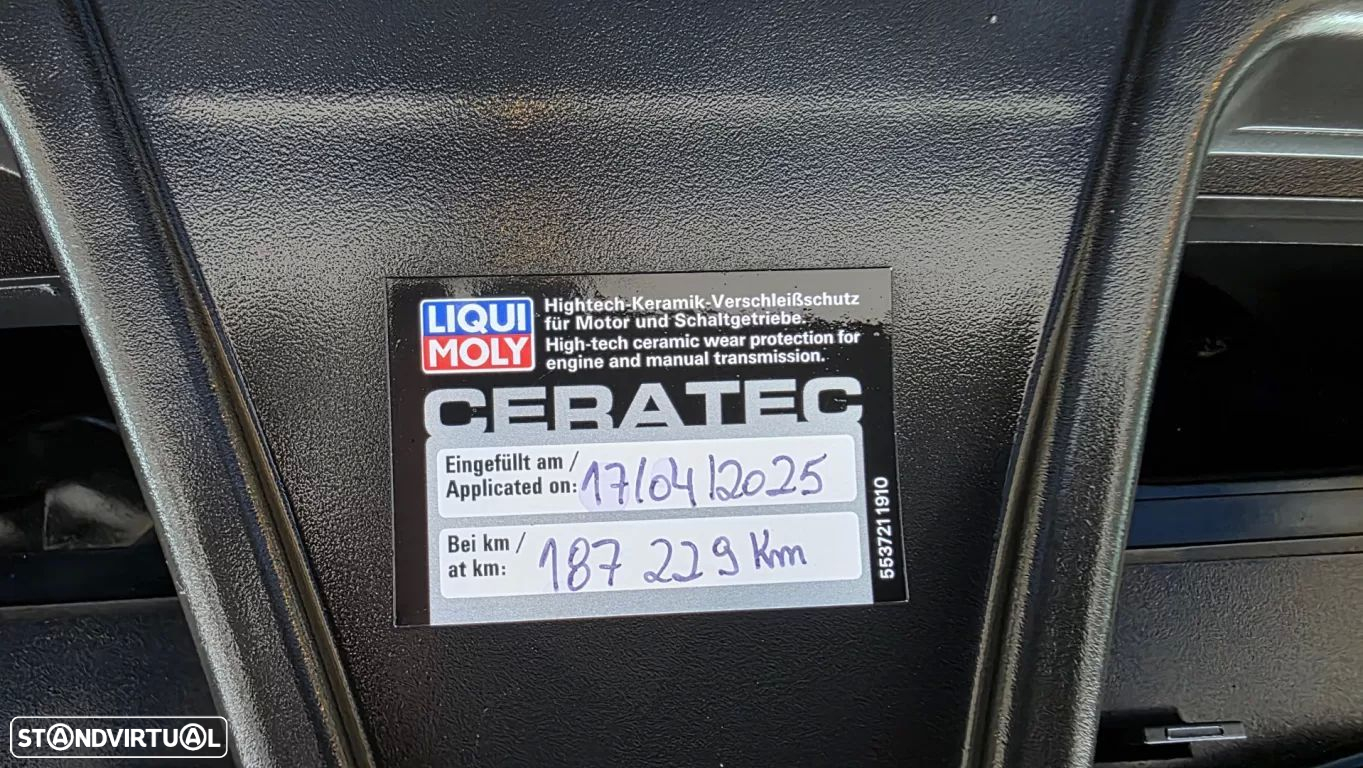 LIQUI
MOLY
Hightech-Keramik-Verschleißschutz
für Motor und Schaltgetriebe.
High-tech ceramic wear protection for
engine and manual transmission.
CERATEC
Eingefüllt am /
Applicated on: 17/04/2025
Bei km /
at km: 187 229 Km
5537211910
STANDVIRTUAL